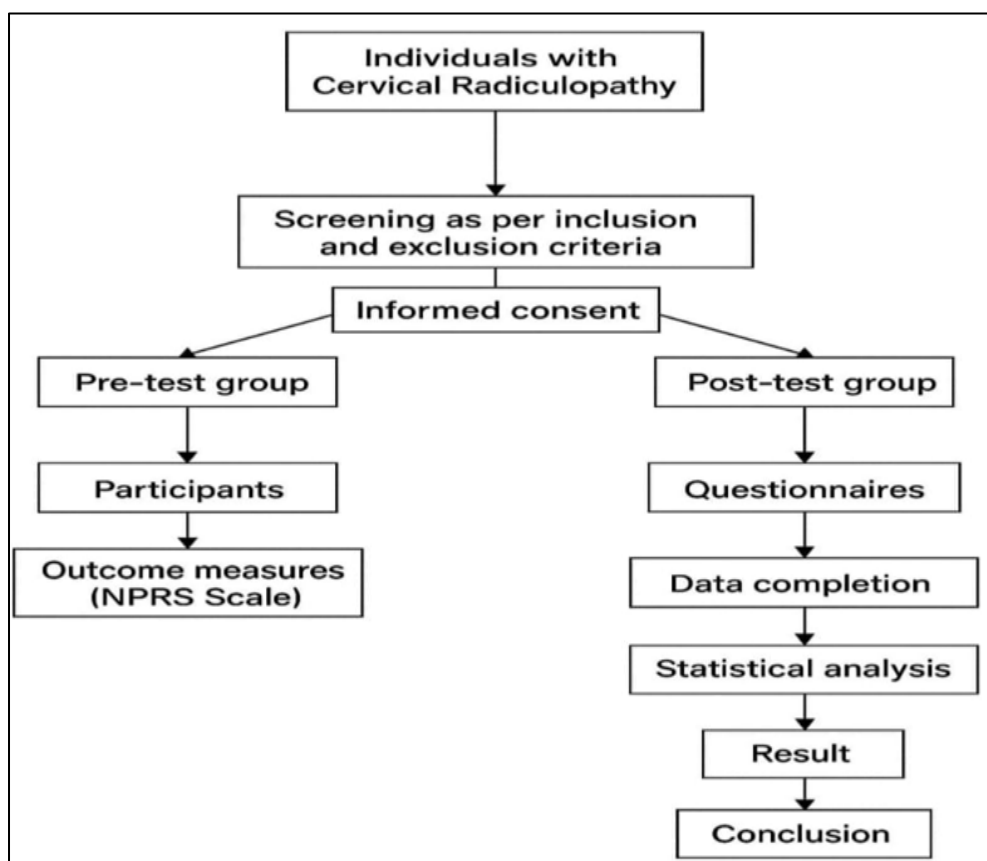 Individuals with
Cervical Radiculopathy
Screening as per inclusion
and exclusion criteria
Informed consent
Pre-test group
Participants
Outcome measures
(NPRS Scale)
Post-test group
Questionnaires
Data completion
Statistical analysis
Result
Conclusion